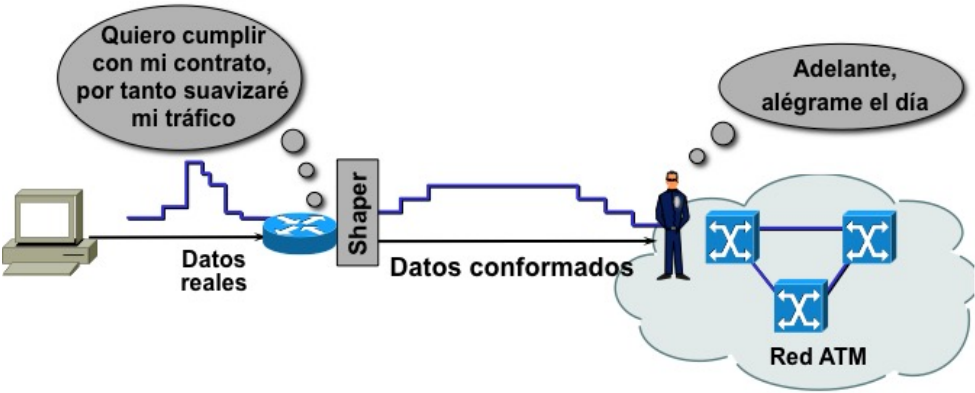 Quiero cumplir
con mi contrato,
por tanto suavizaré
mi tráfico
Adelante,
alégrame el día
Shaper
Datos
reales
Datos conformados
Red ATM